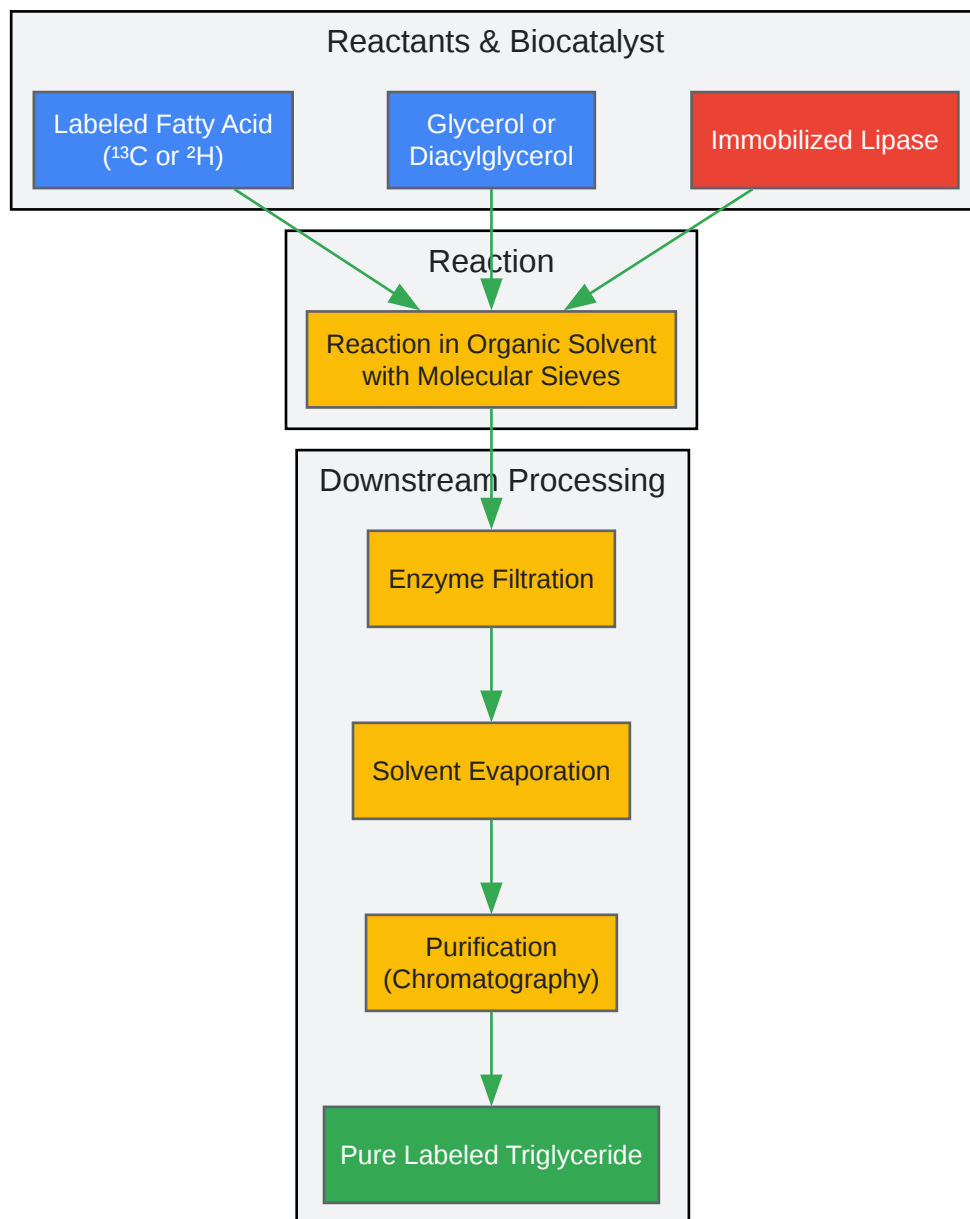 Reactants & Biocatalyst
Labeled Fatty Acid
(¹³C or ²H)
Glycerol or
Diacylglycerol
Immobilized Lipase
Reaction
Reaction in Organic Solvent
with Molecular Sieves
Downstream Processing
Enzyme Filtration
Solvent Evaporation
Purification
(Chromatography)
Pure Labeled Triglyceride